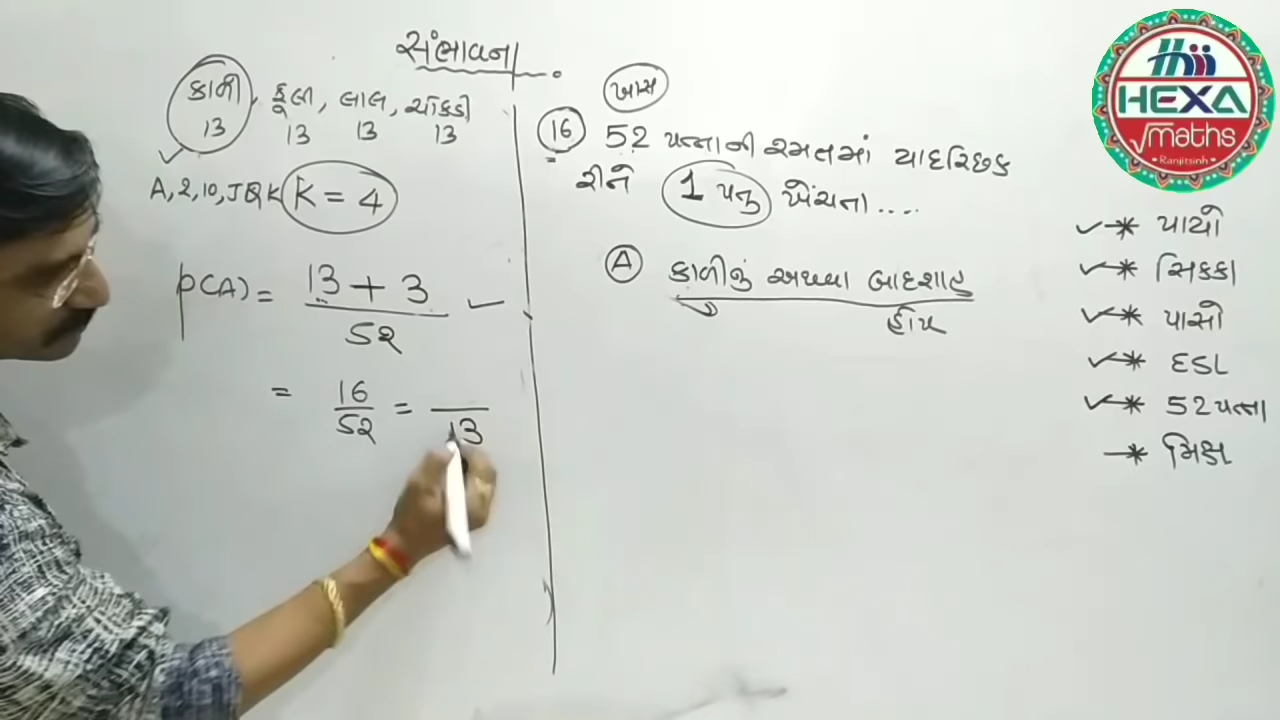 સંભાવના
કાળી, ફૂલી, લાલ, ચોકડી
13 13 13 13
A, 2, 10, J Q K K = 4
P(A) = 13 + 3 / 52
= 16 / 52 = / 13
ખાસ
16 52 પત્તાની રમતમાં યાદચ્છિક
રીતે 1 પત્તુ ખેંચતા ....
A કાળીનું અથવા બાદશાહ
હોય
HEXA
maths
Ranjitsinh
પાયો
સિક્કા
પાસો
દડા
52 પત્તા
મિક્ષ